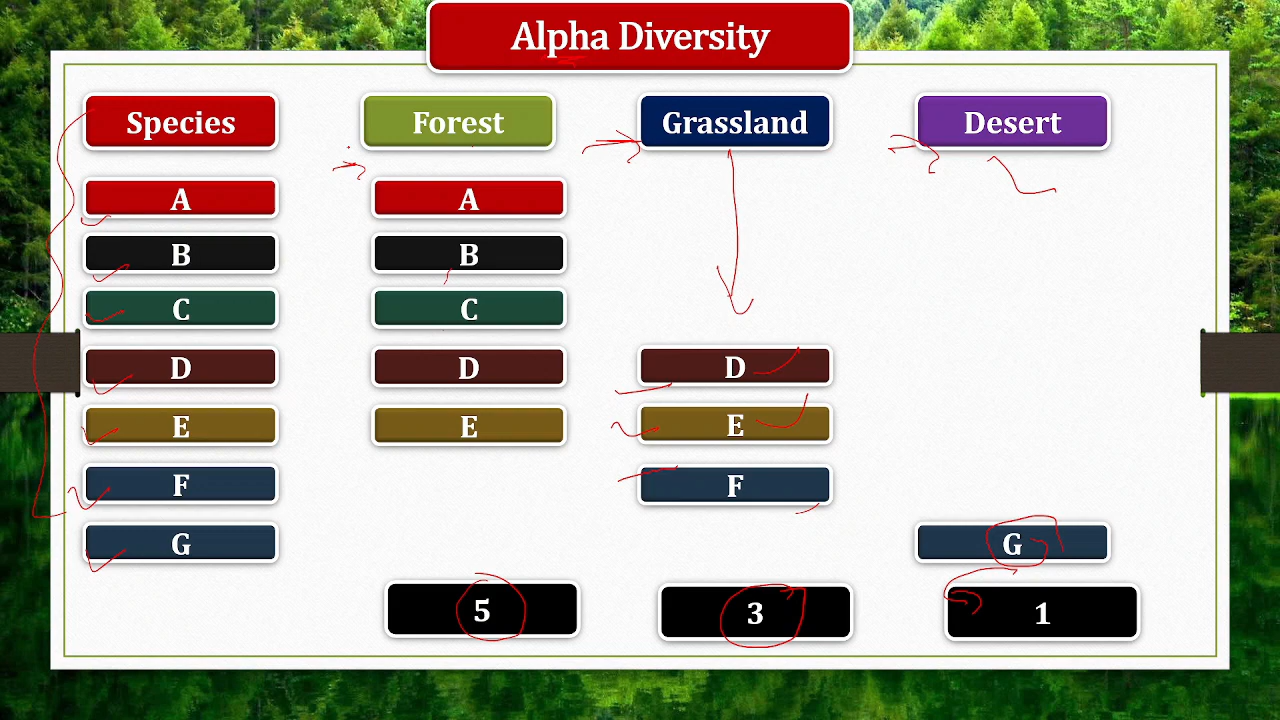 Alpha Diversity
Species Forest Grassland Desert
A A
B B
C C
D D D
E E E
F F
G G
5 3 1